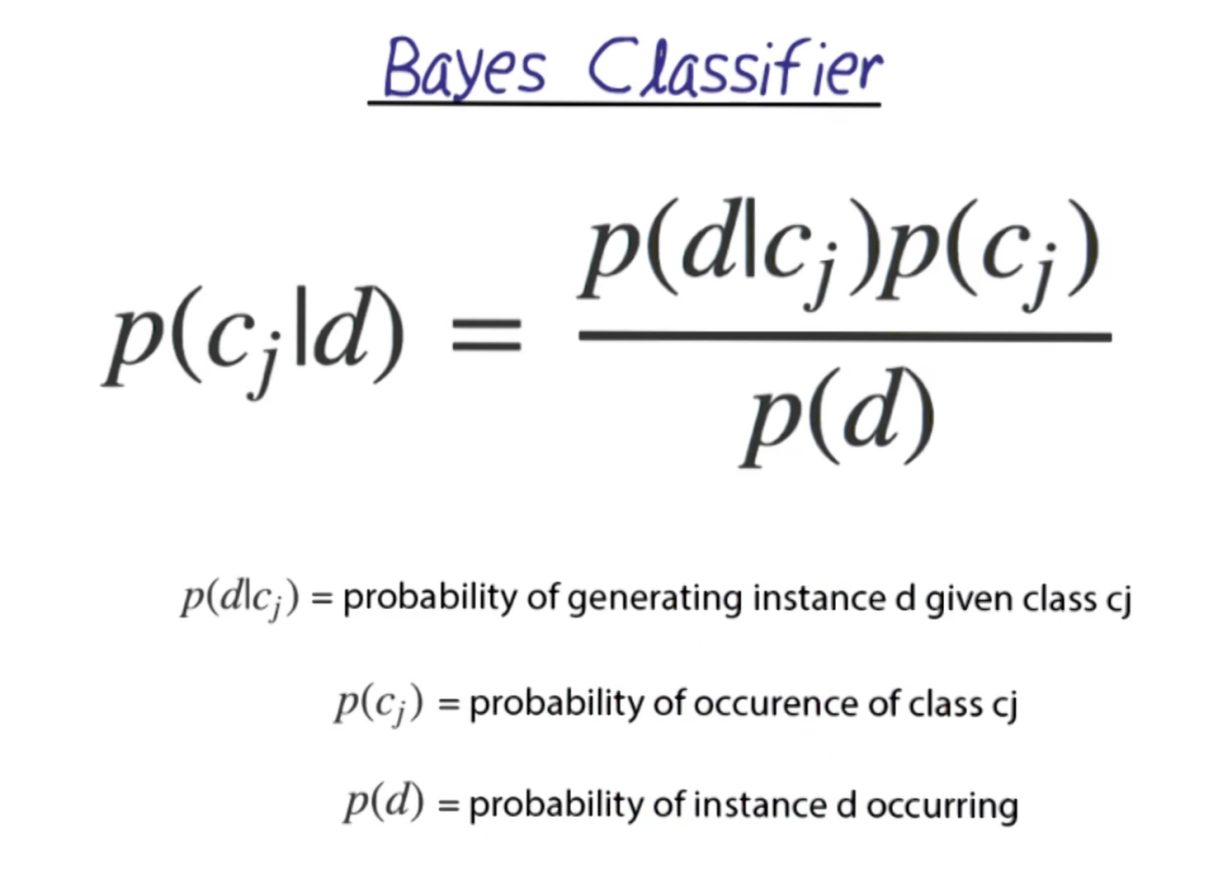 Bayes Classifier
p(c_j|d) = p(d|c_j)p(c_j) / p(d)
p(d|c_j) = probability of generating instance d given class cj
p(c_j) = probability of occurence of class cj
p(d) = probability of instance d occurring